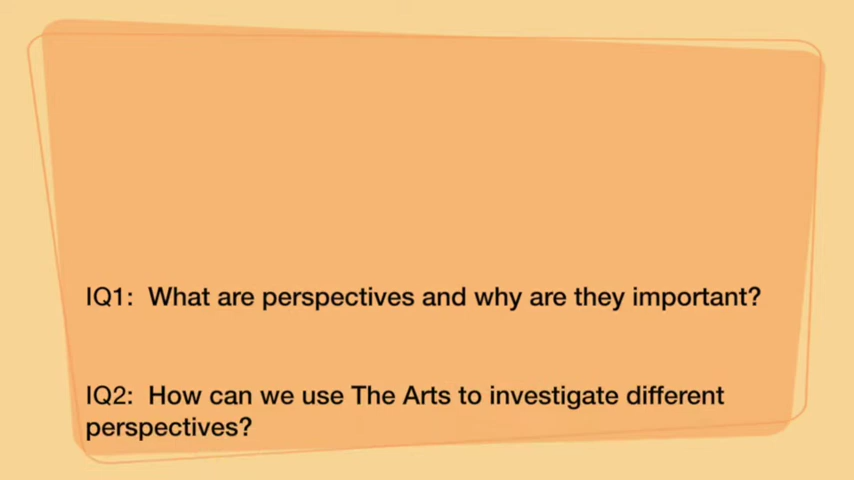 IQ1:  What are perspectives and why are they important?
IQ2:  How can we use The Arts to investigate different
perspectives?